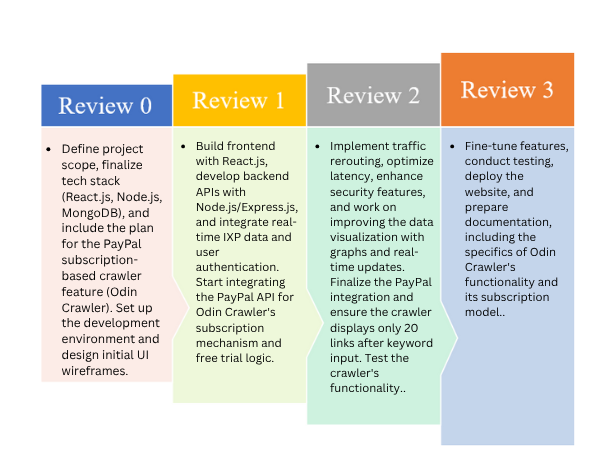 Review 0
• Define project
scope, finalize
tech stack
(React.js, Node.js,
MongoDB), and
include the plan
for the PayPal
subscription-
based crawler
feature (Odin
Crawler). Set up
the development
environment and
design initial UI
wireframes.
Review 1
• Build frontend
with React.js,
develop backend
APIs with
Node.js/Express.js,
and integrate real-
time IXP data and
user
authentication.
Start integrating
the PayPal API for
Odin Crawler's
subscription
mechanism and
free trial logic.
Review 2
• Implement traffic
rerouting, optimize
latency, enhance
security features,
and work on
improving the data
visualization with
graphs and real-
time updates.
Finalize the PayPal
integration and
ensure the crawler
displays only 20
links after keyword
input. Test the
crawler's
functionality..
Review 3
• Fine-tune features,
conduct testing,
deploy the
website, and
prepare
documentation,
including the
specifics of Odin
Crawler's
functionality and
its subscription
model..